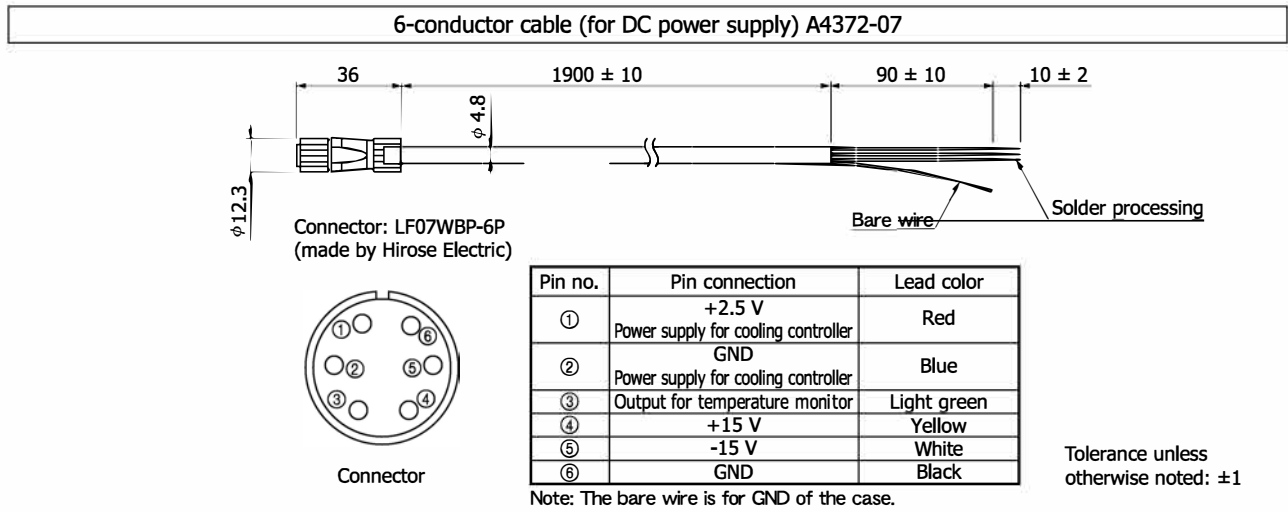 6-conductor cable (for DC power supply) A4372-07
36
1900 ± 10
90 ± 10
10 ± 2
φ 4.8
φ12.3
Connector: LF07WBP-6P
(made by Hirose Electric)
Bare wire
Solder processing
①
②
③
④
⑤
⑥
Connector
Pin no. Pin connection Lead color
① +2.5 V Power supply for cooling controller Red
② GND Power supply for cooling controller Blue
③ Output for temperature monitor Light green
④ +15 V Yellow
⑤ -15 V White
⑥ GND Black
Note: The bare wire is for GND of the case.
Tolerance unless
otherwise noted: ±1